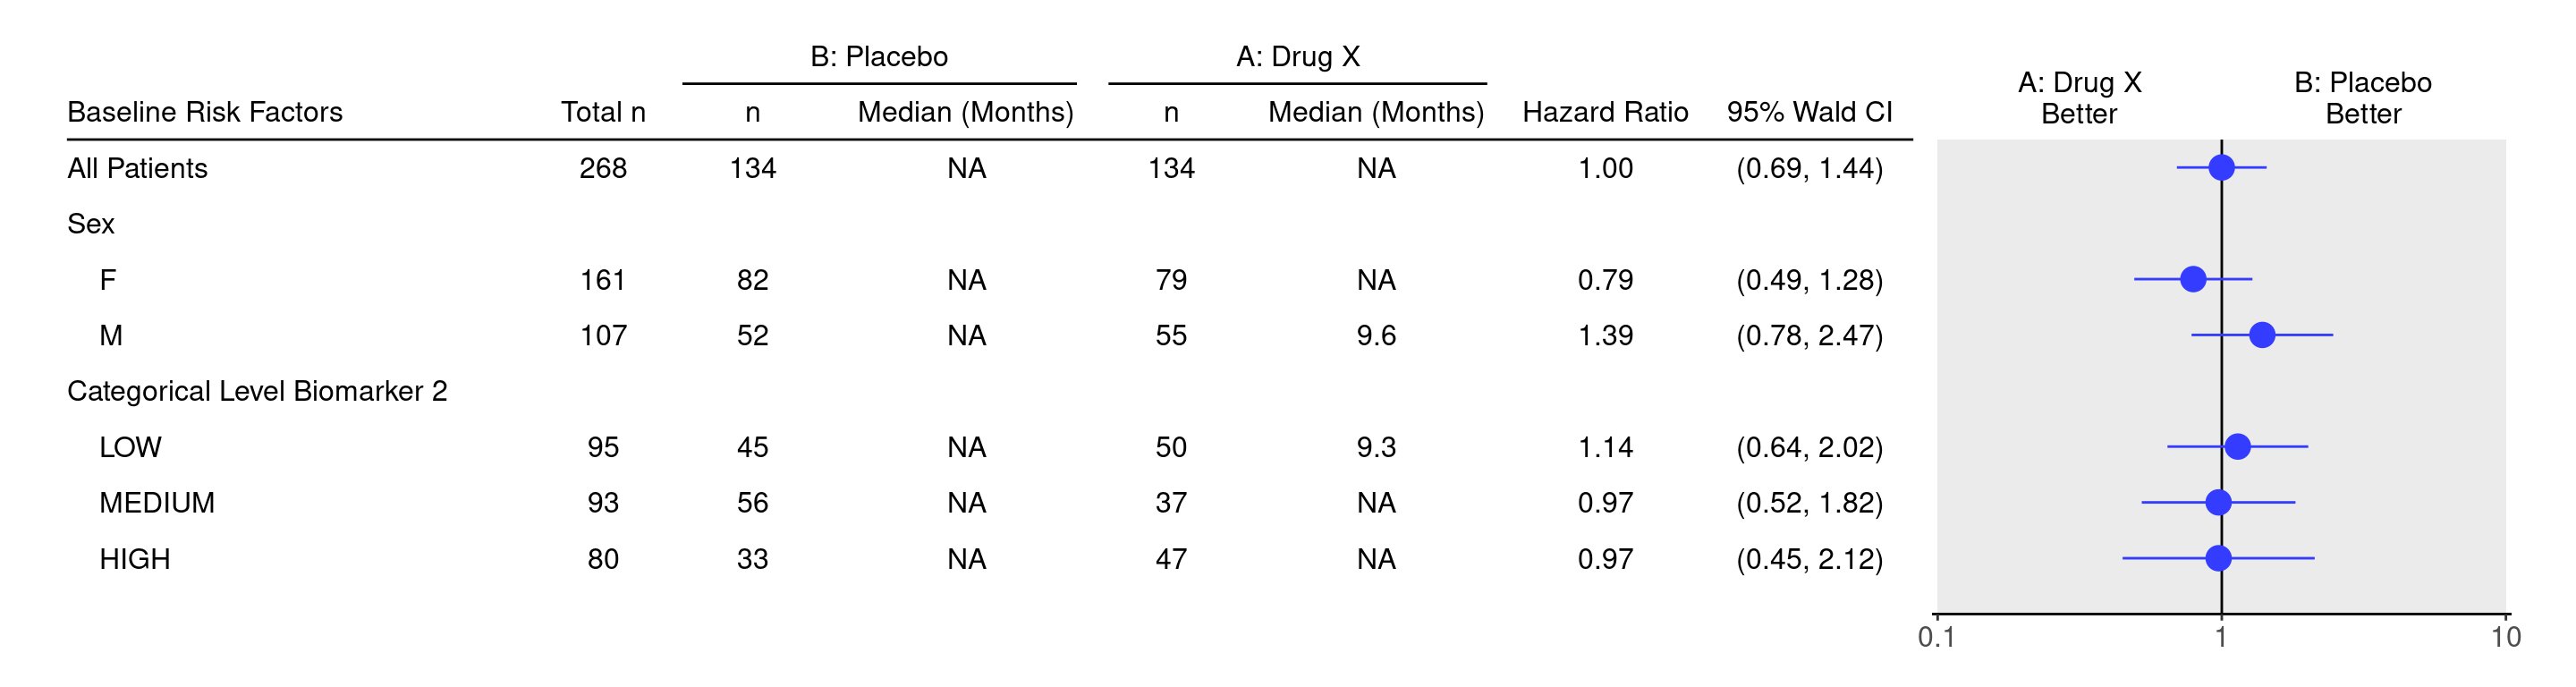 B: Placebo A: Drug X
A: Drug X B: Placebo
Better Better
Baseline Risk Factors Total n n Median (Months) n Median (Months) Hazard Ratio 95% Wald CI
All Patients 268 134 NA 134 NA 1.00 (0.69, 1.44)
Sex
F 161 82 NA 79 NA 0.79 (0.49, 1.28)
M 107 52 NA 55 9.6 1.39 (0.78, 2.47)
Categorical Level Biomarker 2
LOW 95 45 NA 50 9.3 1.14 (0.64, 2.02)
MEDIUM 93 56 NA 37 NA 0.97 (0.52, 1.82)
HIGH 80 33 NA 47 NA 0.97 (0.45, 2.12)
0.1 1 10